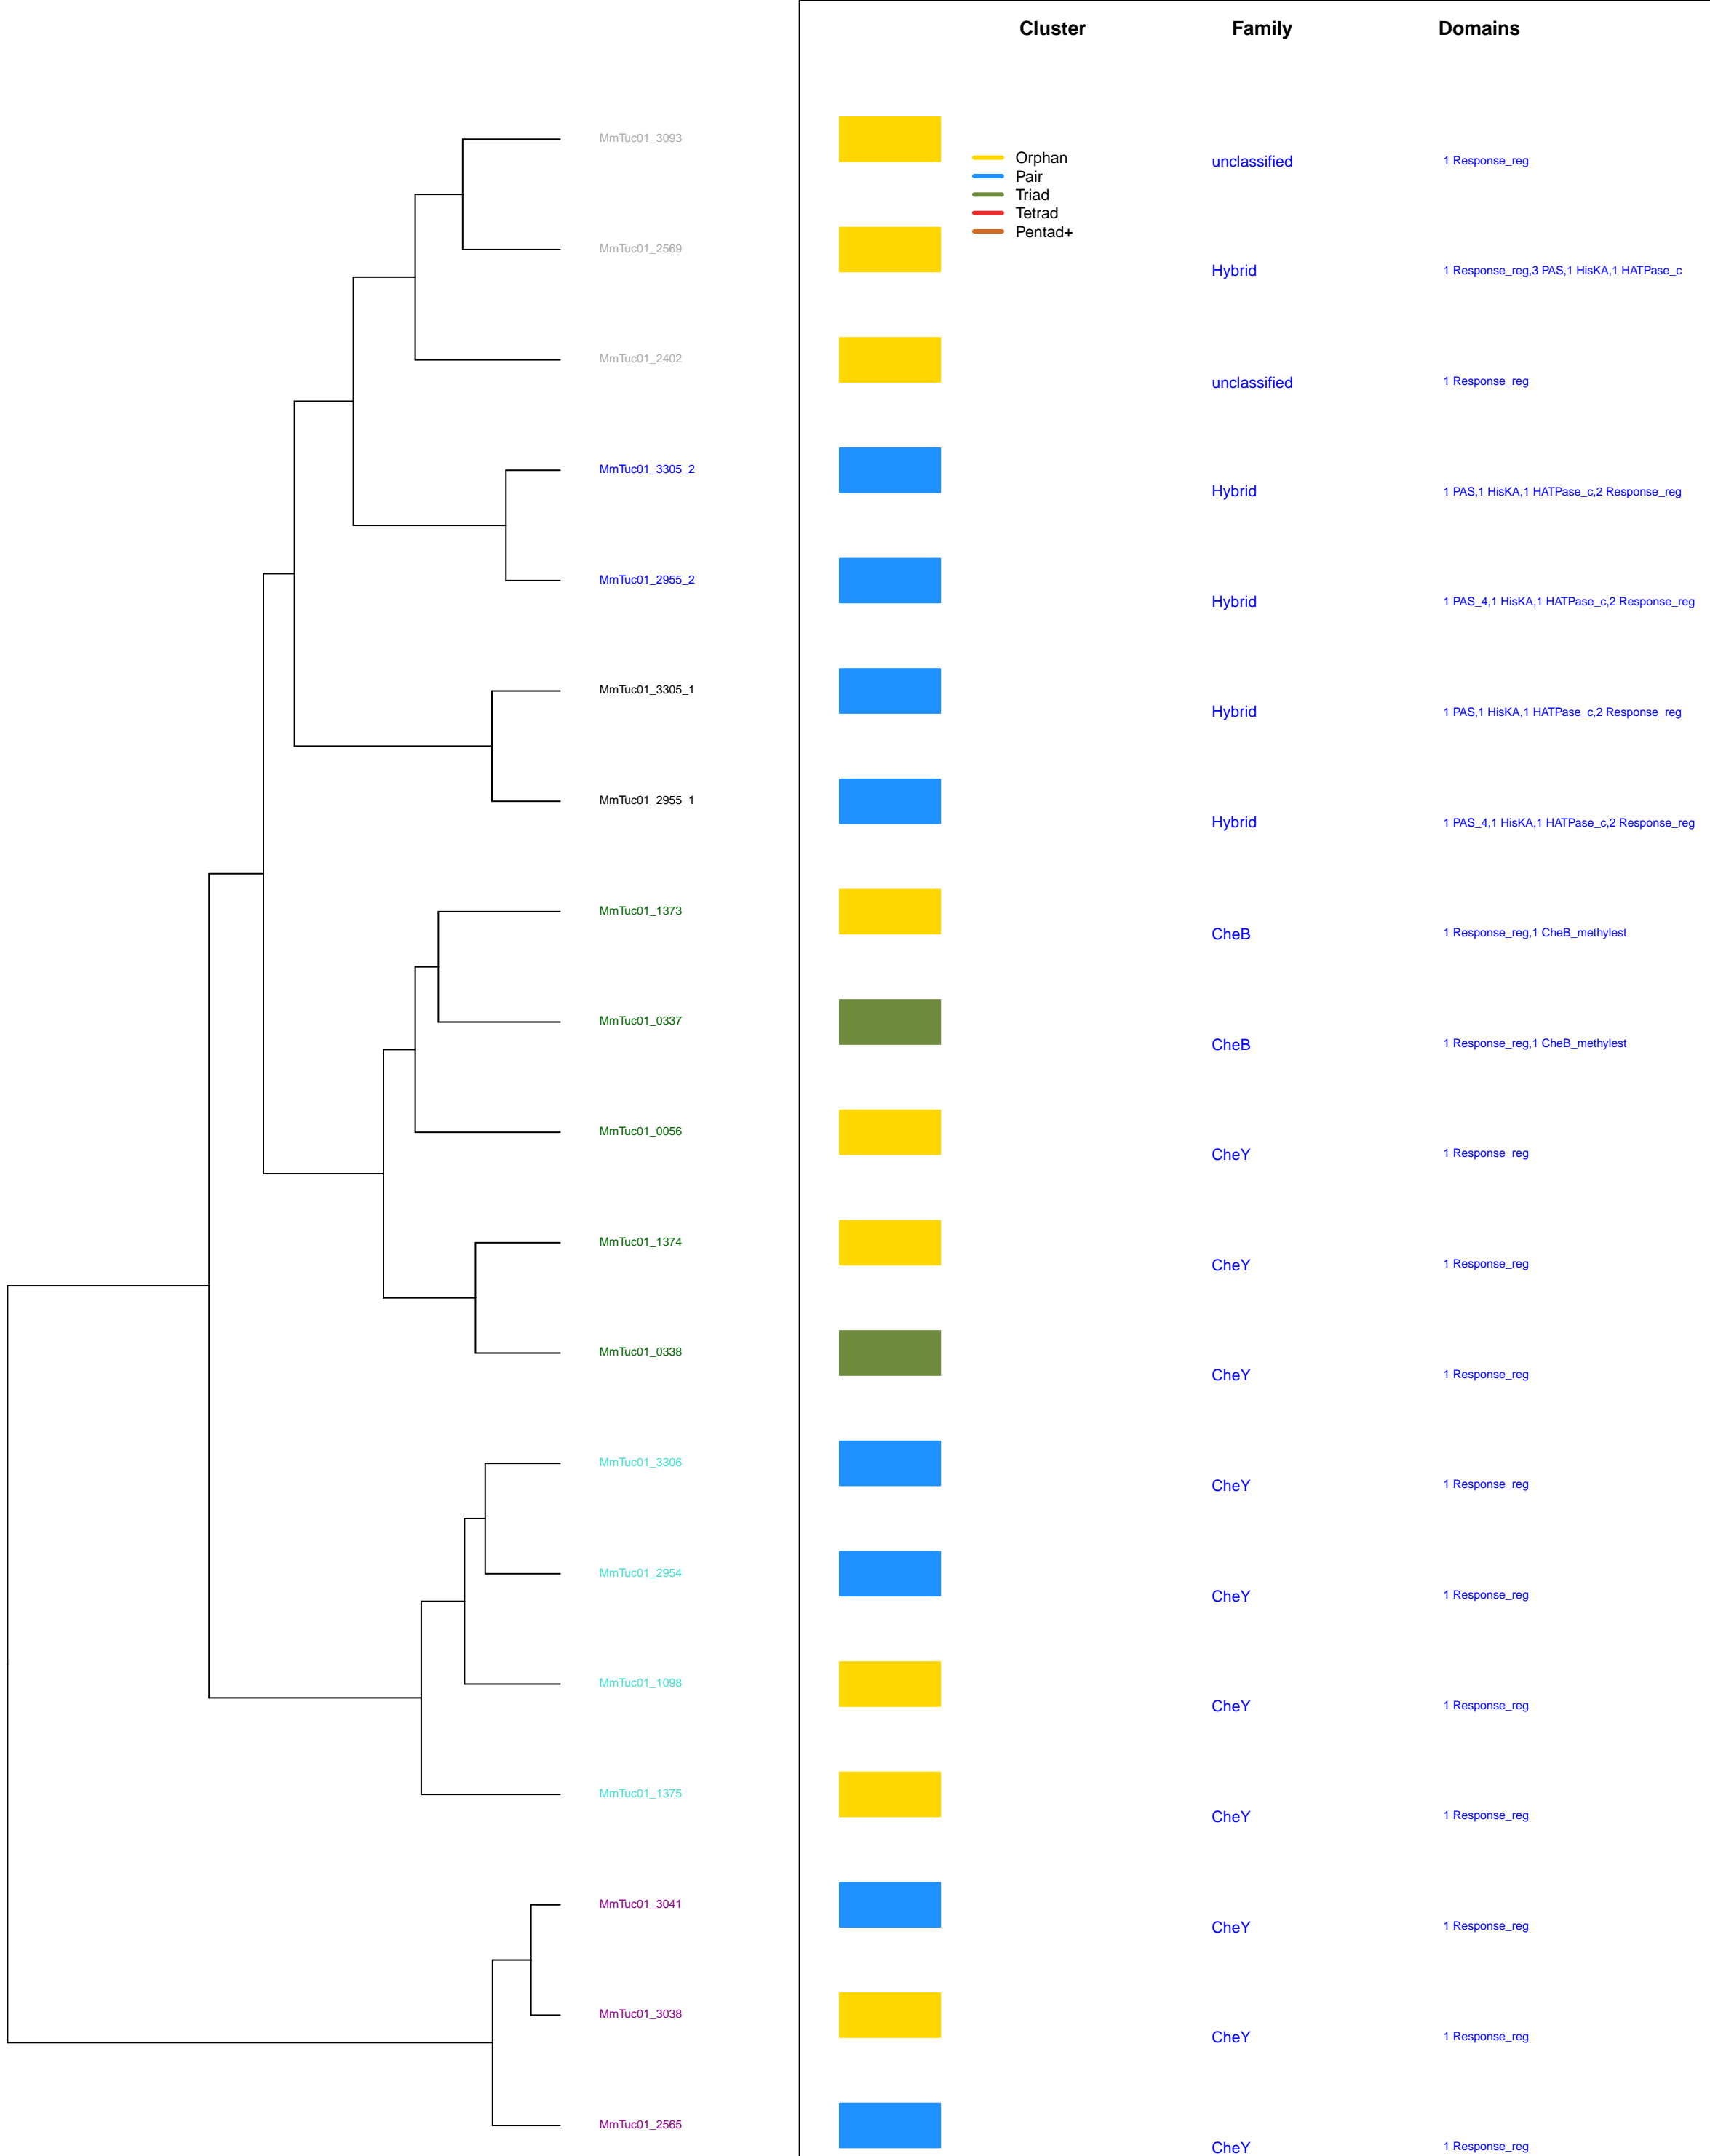 Cluster Family Domains
MmTuc01_3093
Orphan
unclassified 1 Response_reg
Pair
Triad
Tetrad
Pentad+
MmTuc01_2569
Hybrid 1 Response_reg,3 PAS,1 HisKA,1 HATPase_c
MmTuc01_2402
unclassified 1 Response_reg
MmTuc01_3305_2
Hybrid 1 PAS,1 HisKA,1 HATPase_c,2 Response_reg
MmTuc01_2955_2
Hybrid 1 PAS_4,1 HisKA,1 HATPase_c,2 Response_reg
MmTuc01_3305_1
Hybrid 1 PAS,1 HisKA,1 HATPase_c,2 Response_reg
MmTuc01_2955_1
Hybrid 1 PAS_4,1 HisKA,1 HATPase_c,2 Response_reg
MmTuc01_1373
CheB 1 Response_reg,1 CheB_methylest
MmTuc01_0337
CheB 1 Response_reg,1 CheB_methylest
MmTuc01_0056
CheY 1 Response_reg
MmTuc01_1374
CheY 1 Response_reg
MmTuc01_0338
CheY 1 Response_reg
MmTuc01_3306
CheY 1 Response_reg
MmTuc01_2954
CheY 1 Response_reg
MmTuc01_1098
CheY 1 Response_reg
MmTuc01_1375
CheY 1 Response_reg
MmTuc01_3041
CheY 1 Response_reg
MmTuc01_3038
CheY 1 Response_reg
MmTuc01_2565
CheY 1 Response_reg